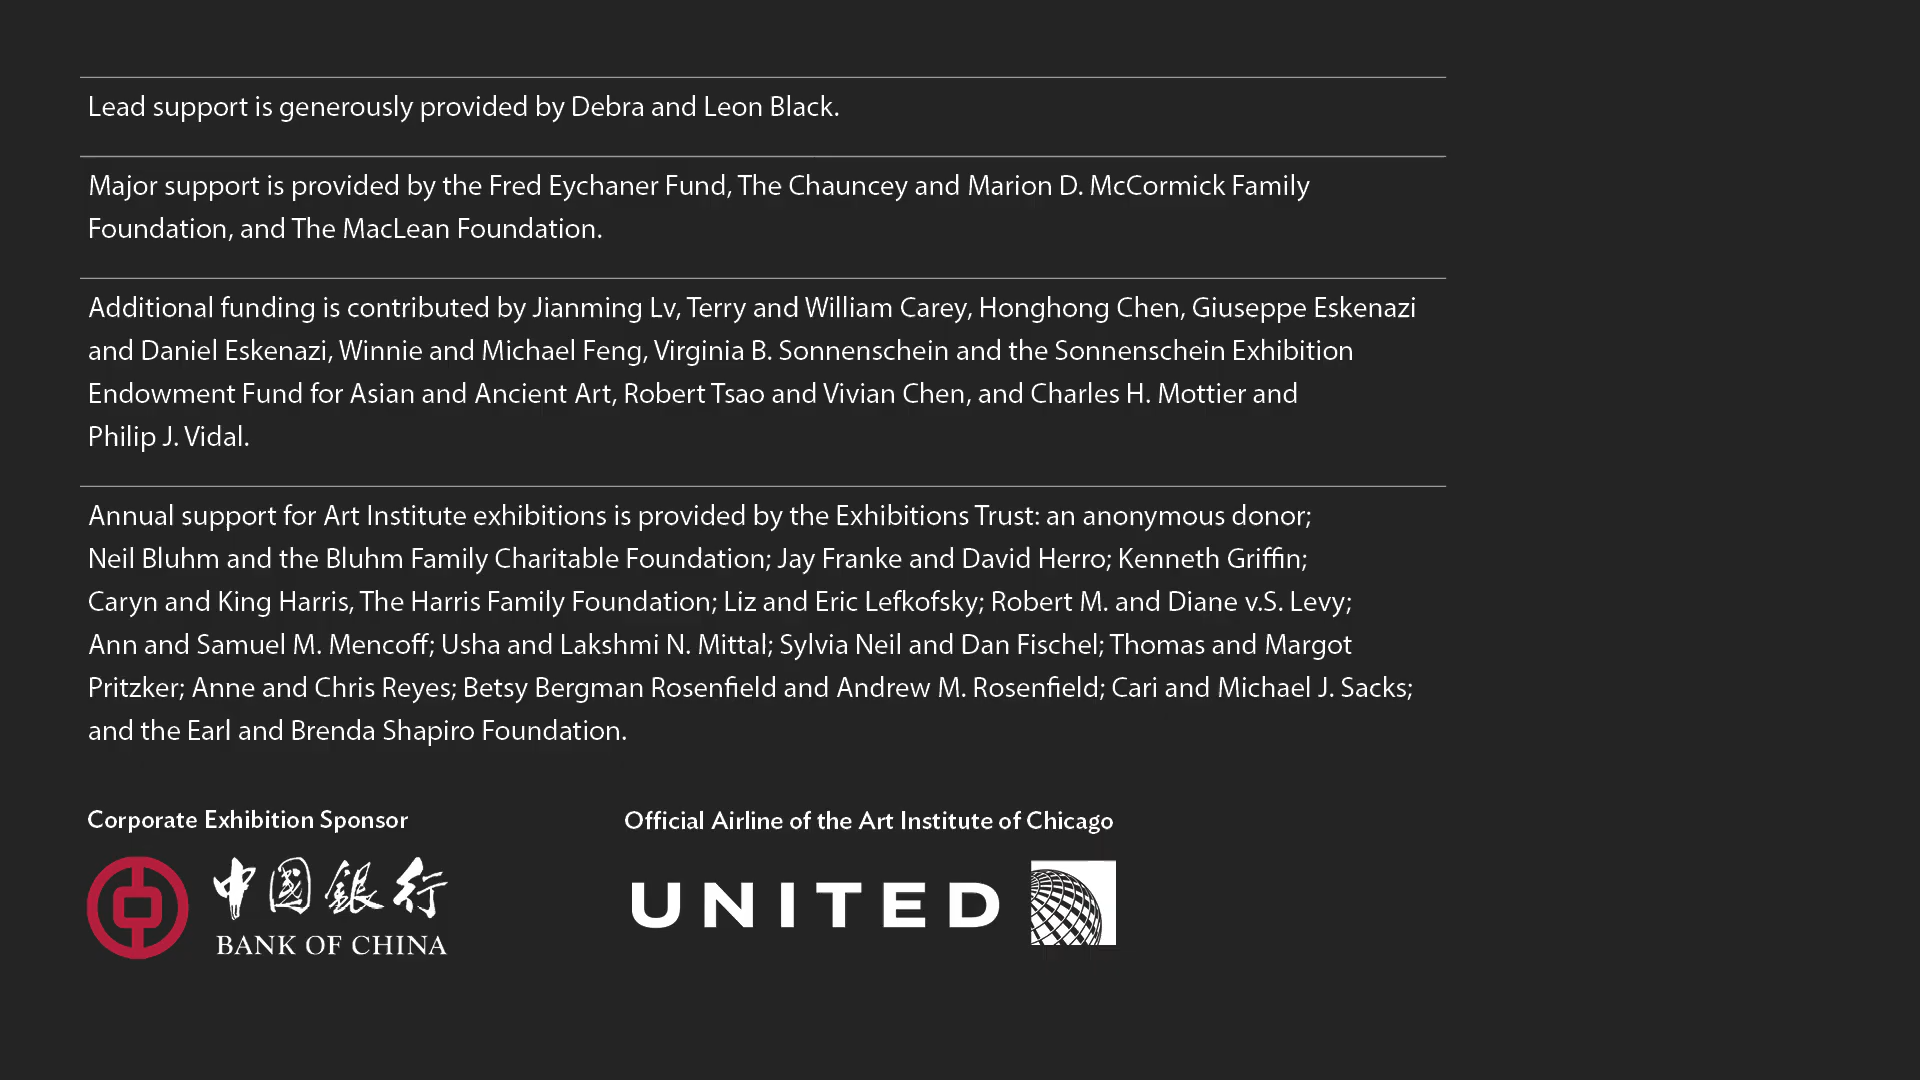 Lead support is generously provided by Debra and Leon Black.
Major support is provided by the Fred Eychaner Fund, The Chauncey and Marion D. McCormick Family
Foundation, and The MacLean Foundation.
Additional funding is contributed by Jianming Lv, Terry and William Carey, Honghong Chen, Giuseppe Eskenazi
and Daniel Eskenazi, Winnie and Michael Feng, Virginia B. Sonnenschein and the Sonnenschein Exhibition
Endowment Fund for Asian and Ancient Art, Robert Tsao and Vivian Chen, and Charles H. Mottier and
Philip J. Vidal.
Annual support for Art Institute exhibitions is provided by the Exhibitions Trust: an anonymous donor;
Neil Bluhm and the Bluhm Family Charitable Foundation; Jay Franke and David Herro; Kenneth Griffin;
Caryn and King Harris, The Harris Family Foundation; Liz and Eric Lefkofsky; Robert M. and Diane v.S. Levy;
Ann and Samuel M. Mencoff; Usha and Lakshmi N. Mittal; Sylvia Neil and Dan Fischel; Thomas and Margot
Pritzker; Anne and Chris Reyes; Betsy Bergman Rosenfield and Andrew M. Rosenfield; Cari and Michael J. Sacks;
and the Earl and Brenda Shapiro Foundation.
Corporate Exhibition Sponsor
中國銀行
BANK OF CHINA
Official Airline of the Art Institute of Chicago
UNITED